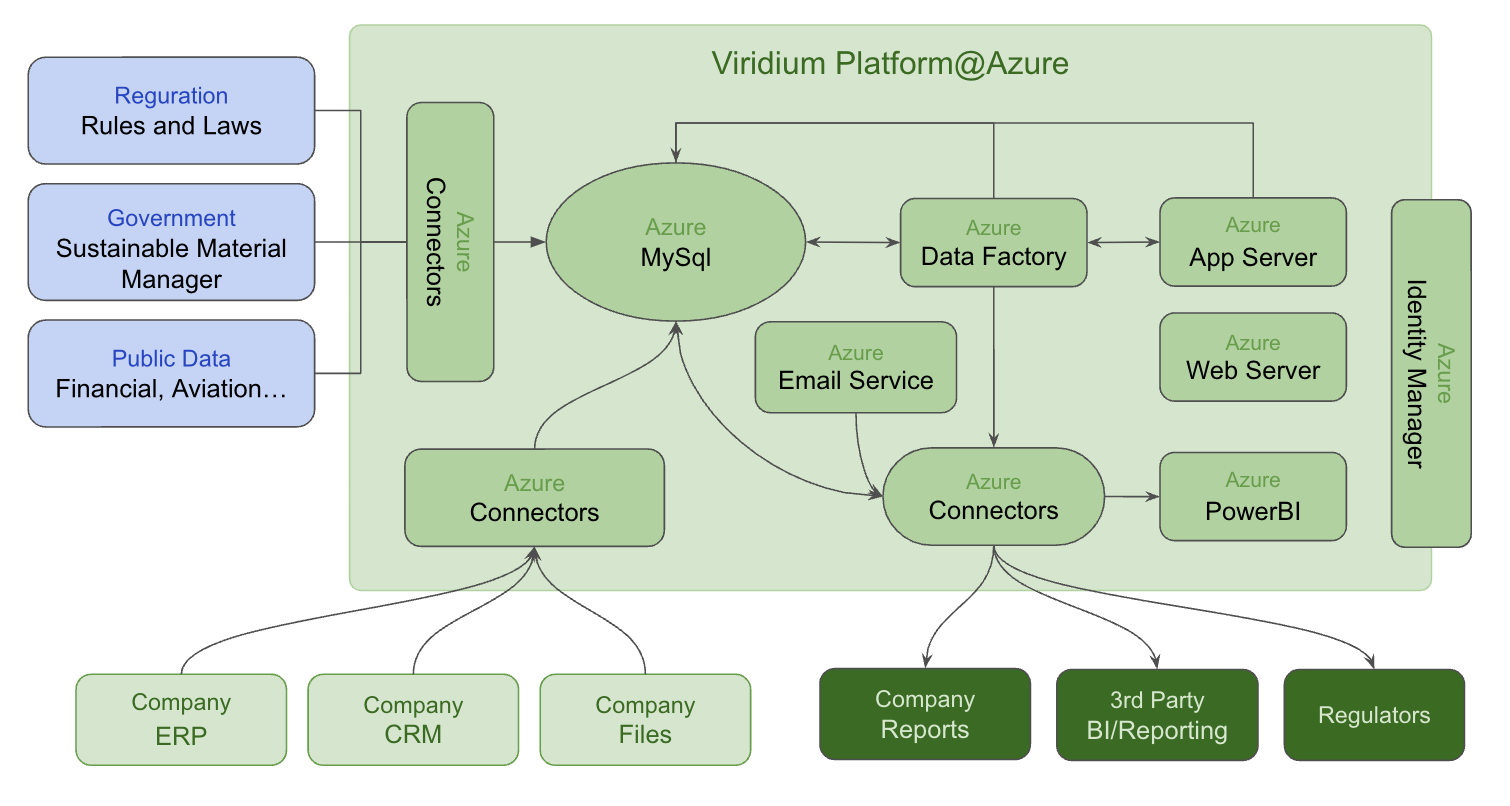 Viridium Platform@Azure
Reguration
Rules and Laws
Government
Sustainable Material
Manager
Public Data
Financial, Aviation…
Azure
Connectors
Azure
MySql
Azure
Data Factory
Azure
App Server
Azure
Email Service
Azure
Web Server
Azure
Identity Manager
Azure
Connectors
Azure
Connectors
Azure
PowerBI
Company
ERP
Company
CRM
Company
Files
Company
Reports
3rd Party
BI/Reporting
Regulators